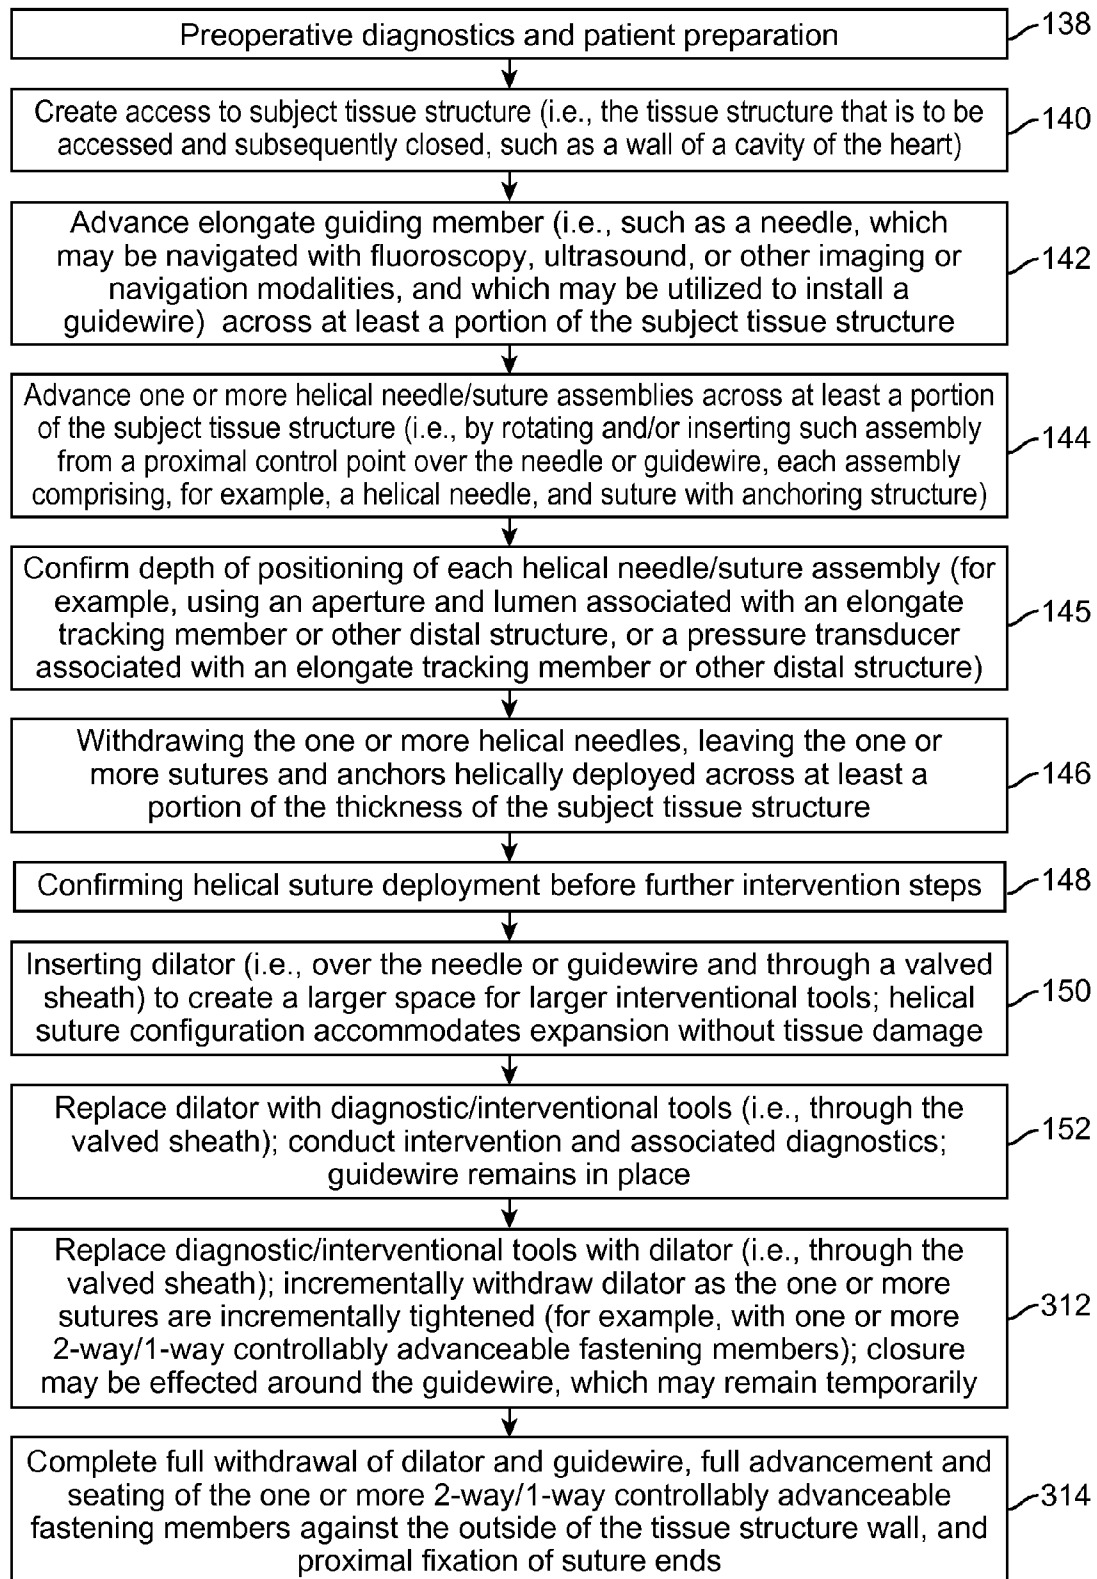 Preoperative diagnostics and patient preparation
138
Create access to subject tissue structure (i.e., the tissue structure that is to be
accessed and subsequently closed, such as a wall of a cavity of the heart)
140
Advance elongate guiding member (i.e., such as a needle, which
may be navigated with fluoroscopy, ultrasound, or other imaging or
navigation modalities, and which may be utilized to install a
guidewire) across at least a portion of the subject tissue structure
142
Advance one or more helical needle/suture assemblies across at least a portion
of the subject tissue structure (i.e., by rotating and/or inserting such assembly
from a proximal control point over the needle or guidewire, each assembly
comprising, for example, a helical needle, and suture with anchoring structure)
144
Confirm depth of positioning of each helical needle/suture assembly (for
example, using an aperture and lumen associated with an elongate
tracking member or other distal structure, or a pressure transducer
associated with an elongate tracking member or other distal structure)
145
Withdrawing the one or more helical needles, leaving the one or
more sutures and anchors helically deployed across at least a
portion of the thickness of the subject tissue structure
146
Confirming helical suture deployment before further intervention steps
148
Inserting dilator (i.e., over the needle or guidewire and through a valved
sheath) to create a larger space for larger interventional tools; helical
suture configuration accommodates expansion without tissue damage
150
Replace dilator with diagnostic/interventional tools (i.e., through the
valved sheath); conduct intervention and associated diagnostics;
guidewire remains in place
152
Replace diagnostic/interventional tools with dilator (i.e., through the
valved sheath); incrementally withdraw dilator as the one or more
sutures are incrementally tightened (for example, with one or more
2-way/1-way controllably advanceable fastening members); closure
may be effected around the guidewire, which may remain temporarily
312
Complete full withdrawal of dilator and guidewire, full advancement and
seating of the one or more 2-way/1-way controllably advanceable
fastening members against the outside of the tissue structure wall, and
proximal fixation of suture ends
314